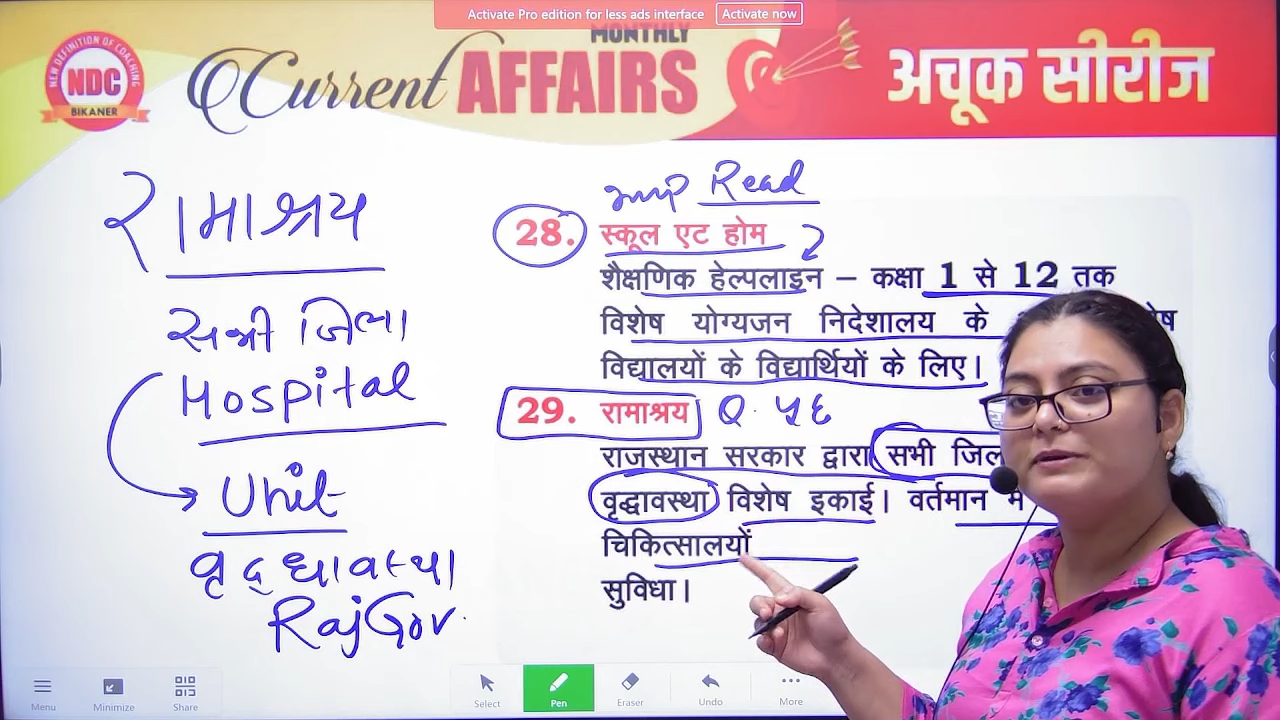 Activate Pro edition for less ads interface Activate now
NEW DEFINITION OF COACHING
NDC
BIKANER
MONTHLY
Current AFFAIRS
अचूक सीरीज
रामाश्रय
सभी जिला
Hospital
Unit
वृद्धावस्था
RajGov.
Imp Read
28. स्कूल एट होम
शैक्षणिक हेल्पलाइन – कक्षा 1 से 12 तक
विशेष योग्यजन निदेशालय के
विद्यालयों के विद्यार्थियों के लिए।
29. रामाश्रय Q.
राजस्थान सरकार द्वारा सभी
वृद्धावस्था विशेष इकाई। वर्तमान
चिकित्सालयों
सुविधा।
Menu Minimize Share Select Pen Eraser Undo More